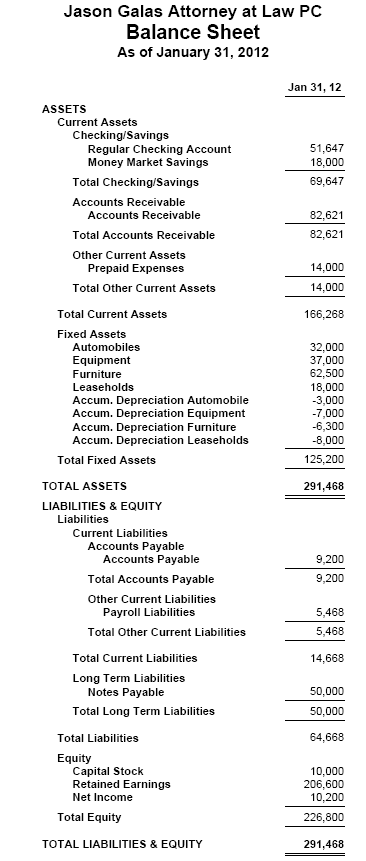 Jason Galas Attorney at Law PC
Balance Sheet
As of January 31, 2012
Jan 31, 12
ASSETS
Current Assets
Checking/Savings
Regular Checking Account 51,647
Money Market Savings 18,000
Total Checking/Savings 69,647
Accounts Receivable
Accounts Receivable 82,621
Total Accounts Receivable 82,621
Other Current Assets
Prepaid Expenses 14,000
Total Other Current Assets 14,000
Total Current Assets 166,268
Fixed Assets
Automobiles 32,000
Equipment 37,000
Furniture 62,500
Leaseholds 18,000
Accum. Depreciation Automobile -3,000
Accum. Depreciation Equipment -7,000
Accum. Depreciation Furniture -6,300
Accum. Depreciation Leaseholds -8,000
Total Fixed Assets 125,200
TOTAL ASSETS 291,468
LIABILITIES & EQUITY
Liabilities
Current Liabilities
Accounts Payable
Accounts Payable 9,200
Total Accounts Payable 9,200
Other Current Liabilities
Payroll Liabilities 5,468
Total Other Current Liabilities 5,468
Total Current Liabilities 14,668
Long Term Liabilities
Notes Payable 50,000
Total Long Term Liabilities 50,000
Total Liabilities 64,668
Equity
Capital Stock 10,000
Retained Earnings 206,600
Net Income 10,200
Total Equity 226,800
TOTAL LIABILITIES & EQUITY 291,468